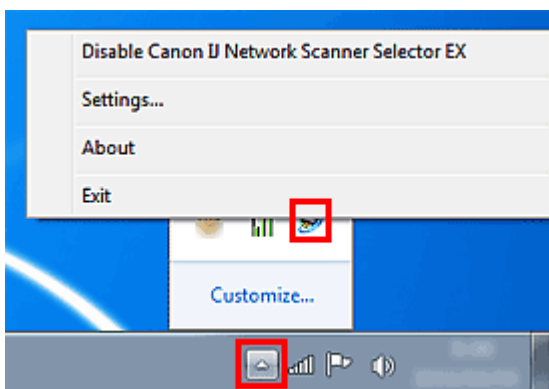 Disable Canon IJ Network Scanner Selector EX
Settings...
About
Exit
Customize...